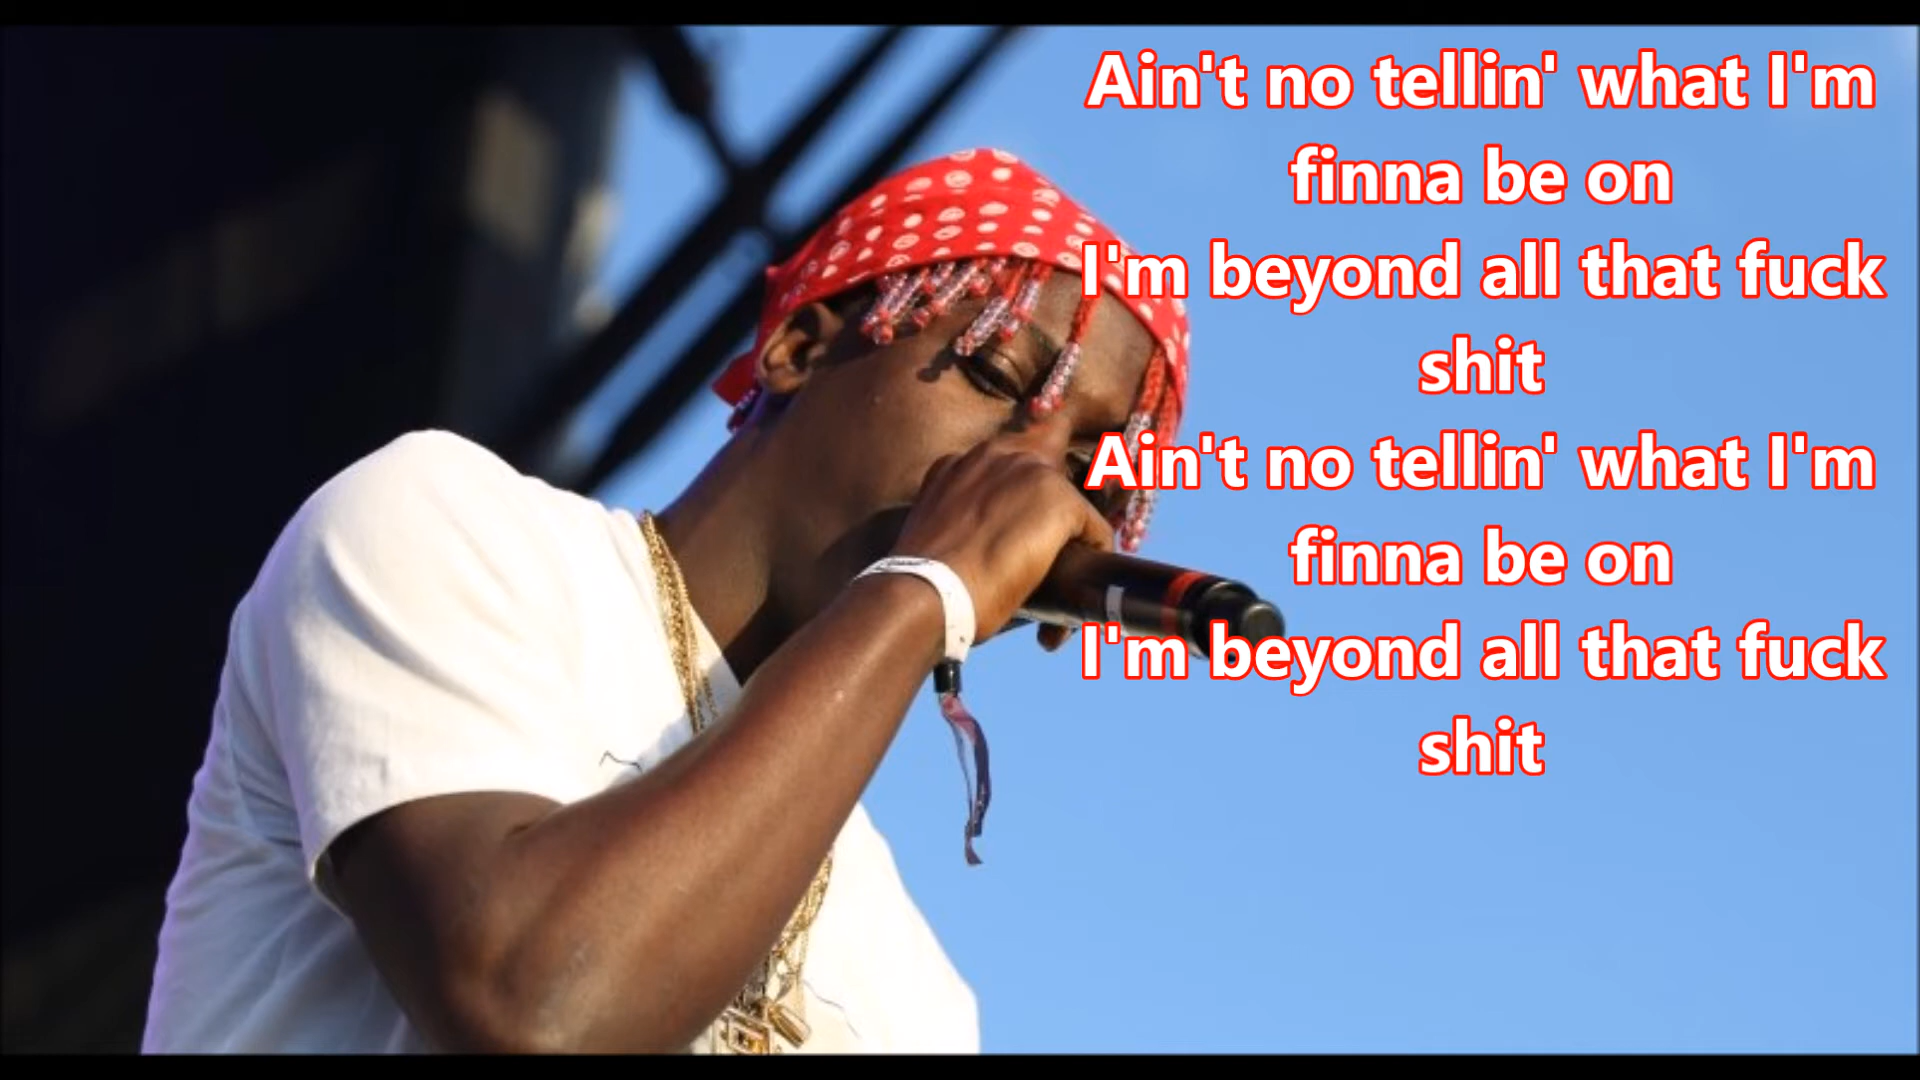 Ain't no tellin' what I'm
finna be on
I'm beyond all that fuck
shit
Ain't no tellin' what I'm
finna be on
I'm beyond all that fuck
shit